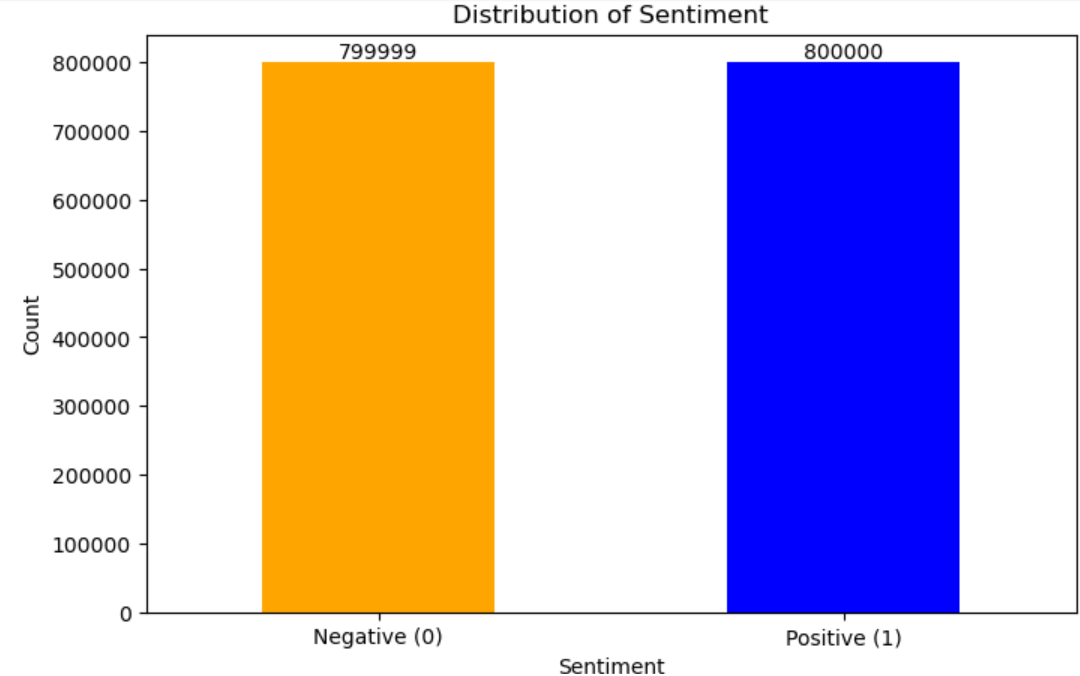 Distribution of Sentiment
799999
800000
800000
700000
600000
500000
400000
300000
200000
100000
0
Count
Negative (0)
Positive (1)
Sentiment